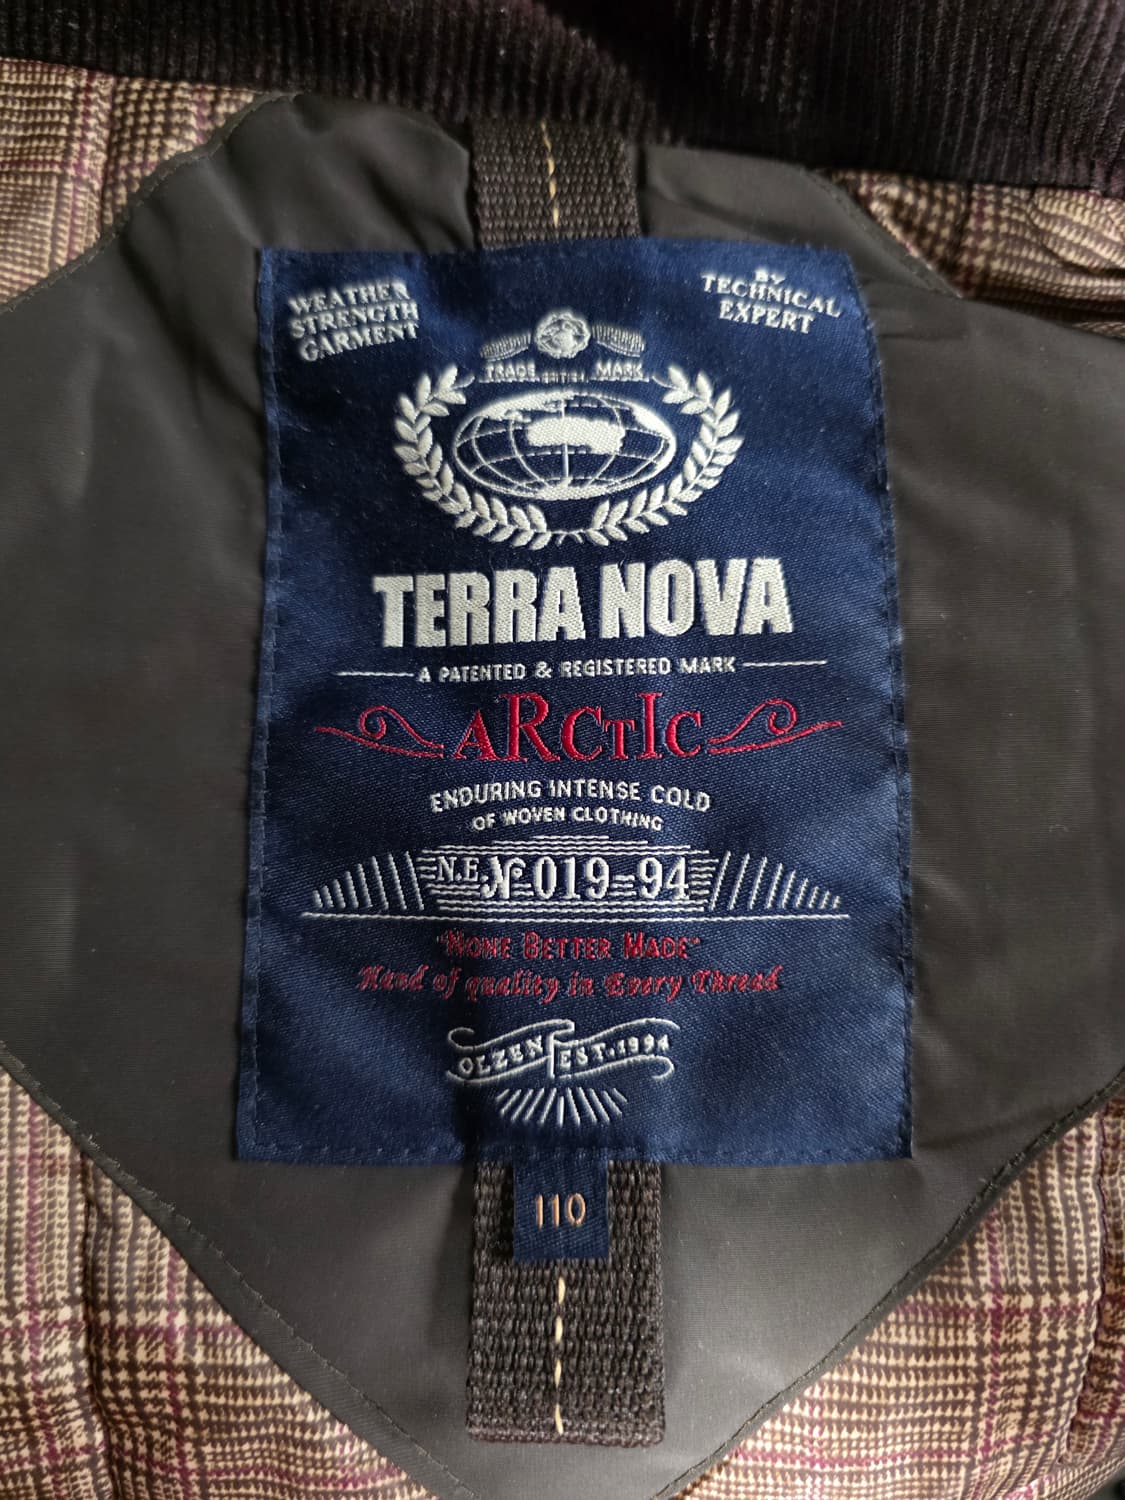 WEATHER
STRENGTH
GARMENT
BY
TECHNICAL
EXPERT
TRADE MARK
TERRA NOVA
A PATENTED & REGISTERED MARK
ARCTIC
ENDURING INTENSE COLD
OF WOVEN CLOTHING
N.E. № 019-94
"NONE BETTER MADE"
Hand of quality in Every Thread
OLZEN EST.1994
110